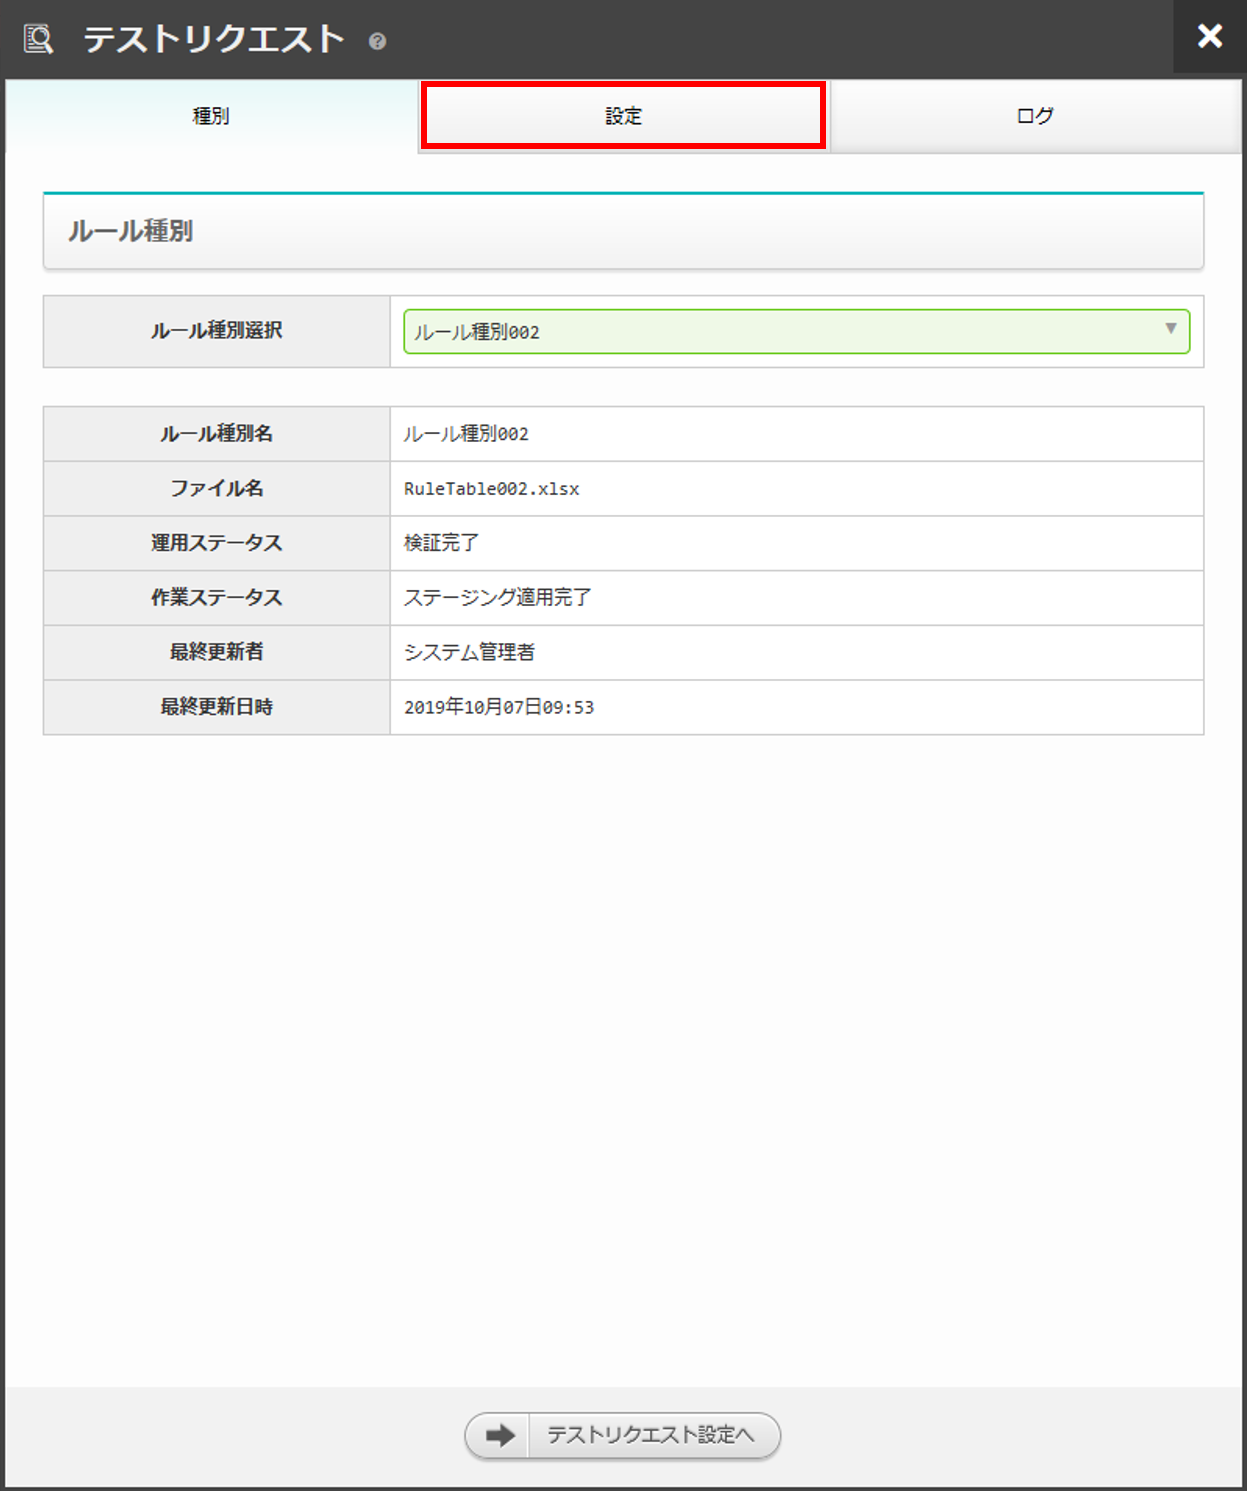 テストリクエスト ?
種別 設定 ログ
ルール種別
ルール種別選択 ルール種別002
ルール種別名 ルール種別002
ファイル名 RuleTable002.xlsx
運用ステータス 検証完了
作業ステータス ステージング適用完了
最終更新者 システム管理者
最終更新日時 2019年10月07日09:53
テストリクエスト設定へ